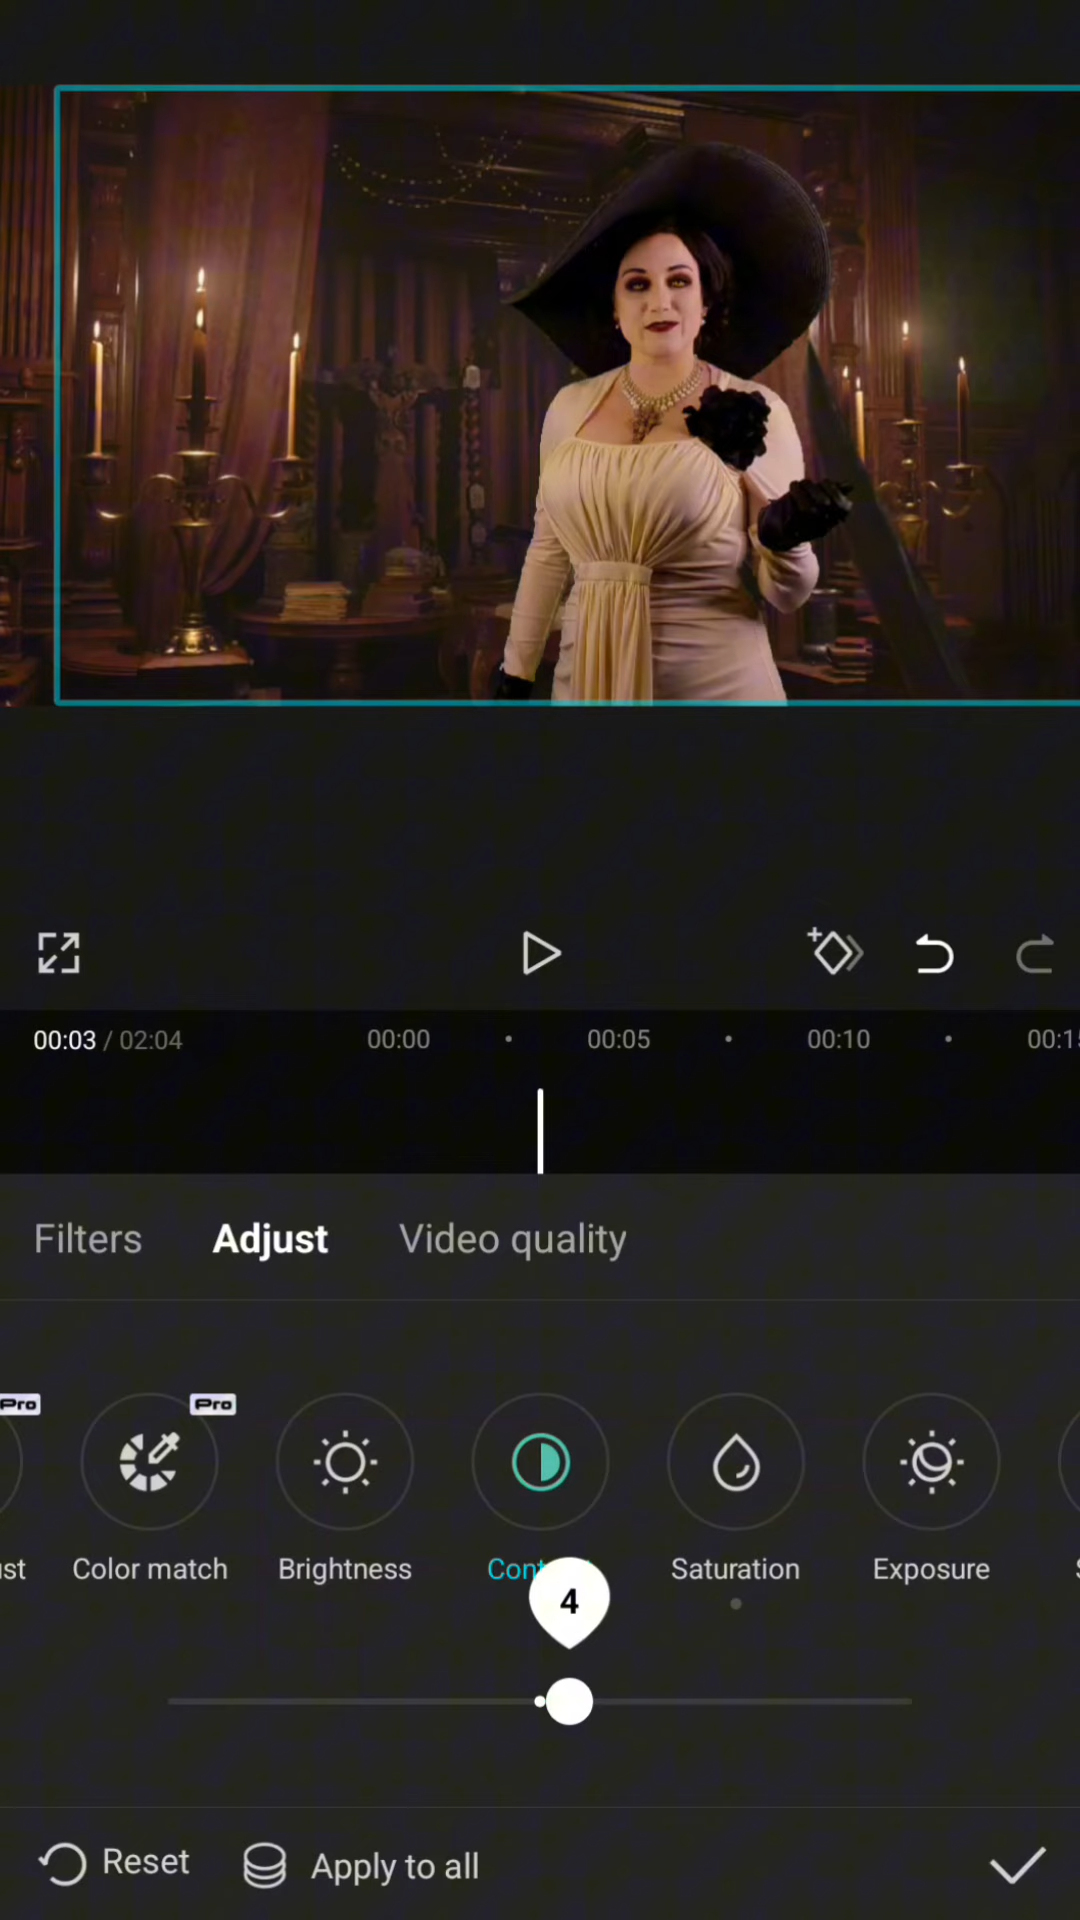 00:03 / 02:04
00:00
00:05
00:10
Filters
Adjust
Video quality
Pro
Pro
Color match
Brightness
Saturation
Exposure
4
Reset
Apply to all